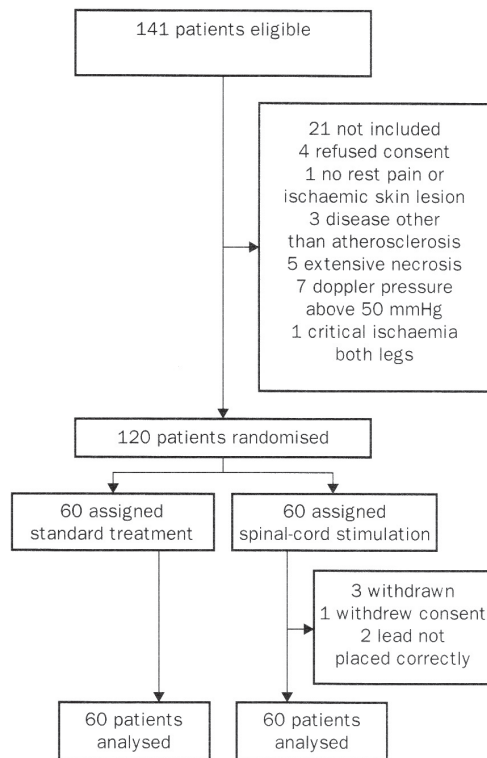 141 patients eligible
21 not included
4 refused consent
1 no rest pain or
ischaemic skin lesion
3 disease other
than atherosclerosis
5 extensive necrosis
7 doppler pressure
above 50 mmHg
1 critical ischaemia
both legs
120 patients randomised
60 assigned
standard treatment
60 assigned
spinal-cord stimulation
3 withdrawn
1 withdrew consent
2 lead not
placed correctly
60 patients
analysed
60 patients
analysed